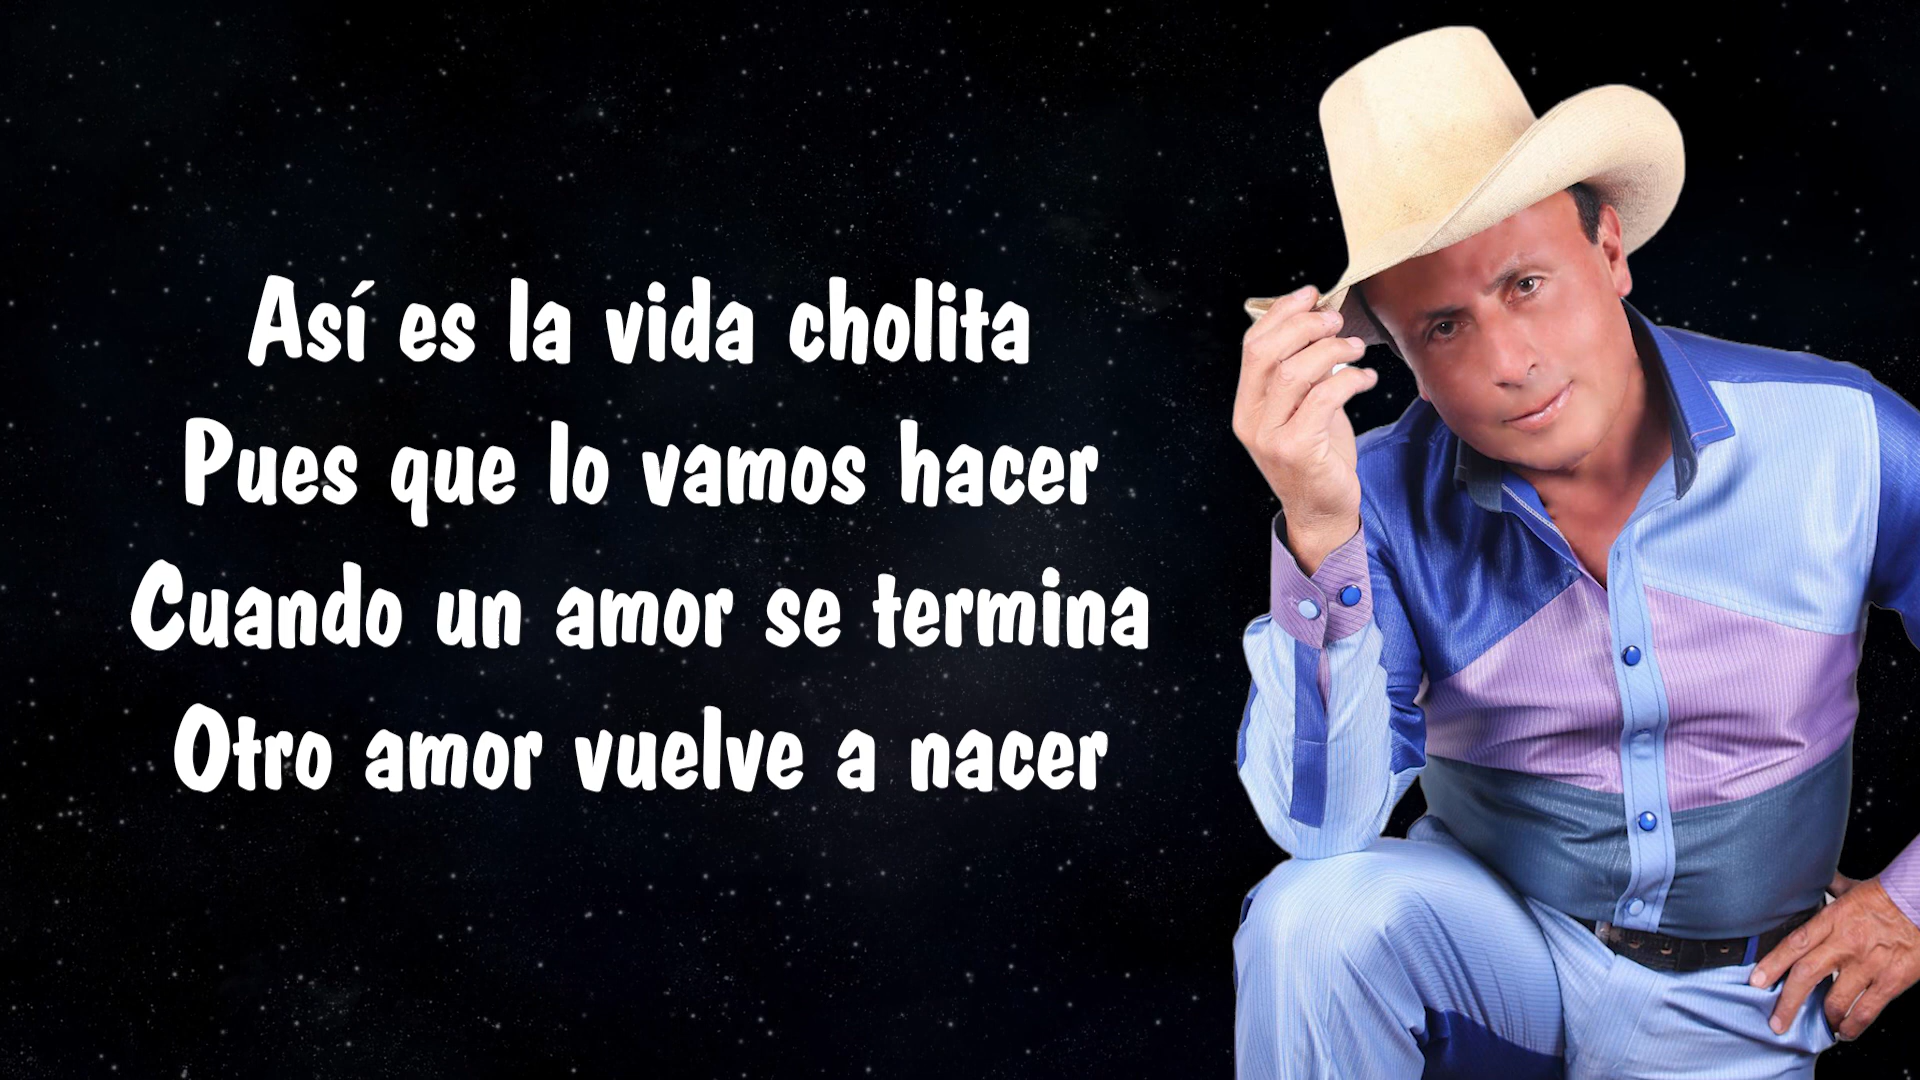 Así es la vida cholita
Pues que lo vamos hacer
Cuando un amor se termina
Otro amor vuelve a nacer